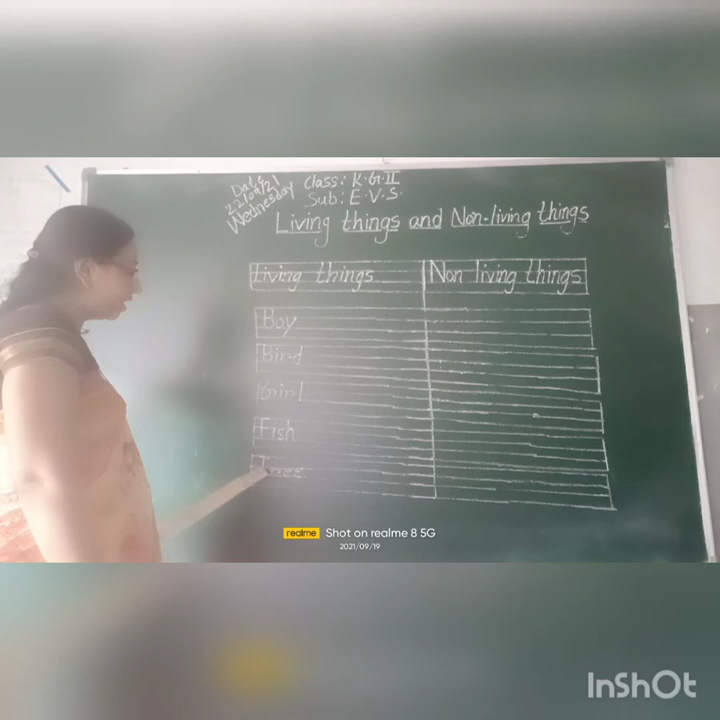 Date
22/09/21
Wednesday
Class: K.G.II
Sub: E.V.S.
Living things and Non-living things
Living things Non living things
Boy
Bird
Girl
Fish
realme Shot on realme 8 5G
2021/09/19
InShOt